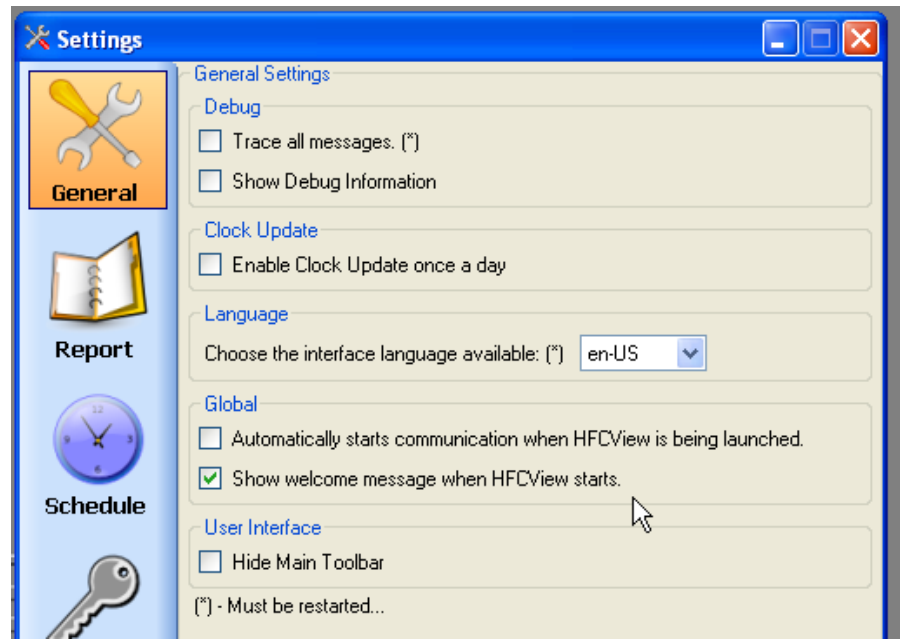 Settings
General Settings
Debug
Trace all messages. (*)
Show Debug Information
General
Clock Update
Enable Clock Update once a day
Language
Choose the interface language available: (*) en-US
Report
Global
Automatically starts communication when HFCView is being launched.
Show welcome message when HFCView starts.
Schedule
User Interface
Hide Main Toolbar
(*) - Must be restarted...